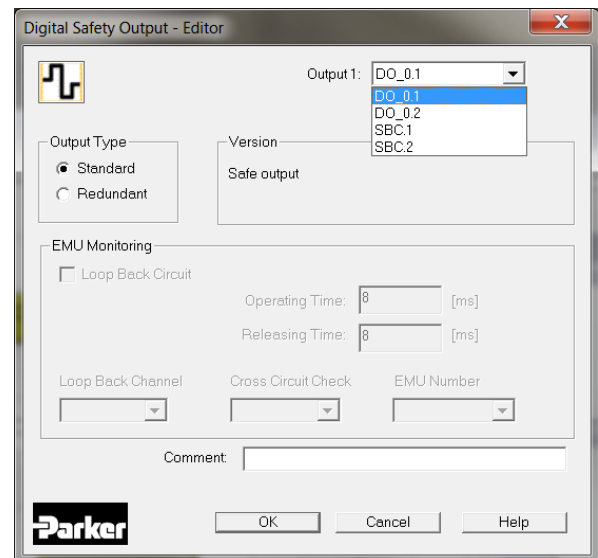 Digital Safety Output - Editor
X
Output 1: DO_0.1
DO_0.1
DO_0.2
SBC.1
SBC.2
Output Type
Standard
Redundant
Version
Safe output
EMU Monitoring
Loop Back Circuit
Operating Time: 8 [ms]
Releasing Time: 8 [ms]
Loop Back Channel Cross Circuit Check EMU Number
Comment:
Parker
OK Cancel Help